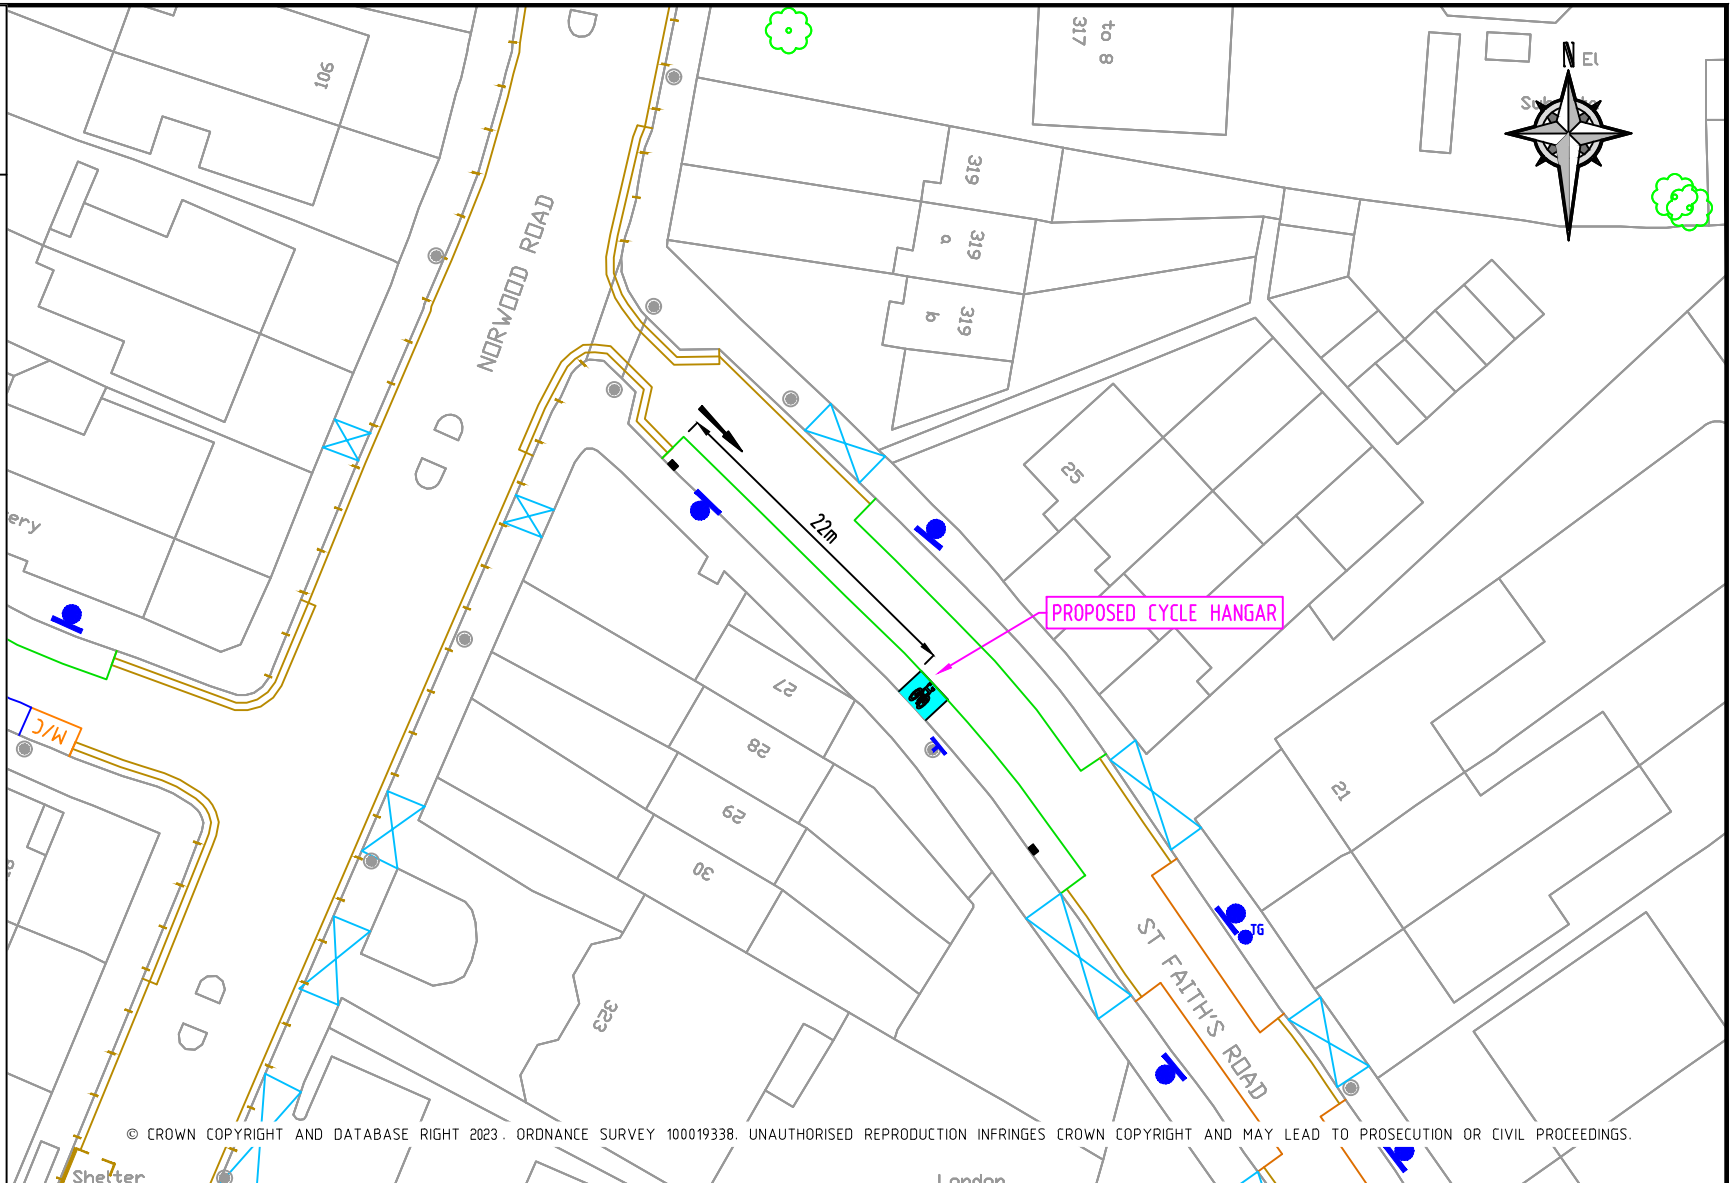 to 8
317
N
El
106
319
319
a
319
b
NORWOOD ROAD
25
22m
ery
PROPOSED CYCLE HANGAR
27
28
29
30
M/C
21
TG
ST FAITH'S ROAD
323
© CROWN COPYRIGHT AND DATABASE RIGHT 2023. ORDNANCE SURVEY 100019338. UNAUTHORISED REPRODUCTION INFRINGES CROWN COPYRIGHT AND MAY LEAD TO PROSECUTION OR CIVIL PROCEEDINGS.
Shelter
London